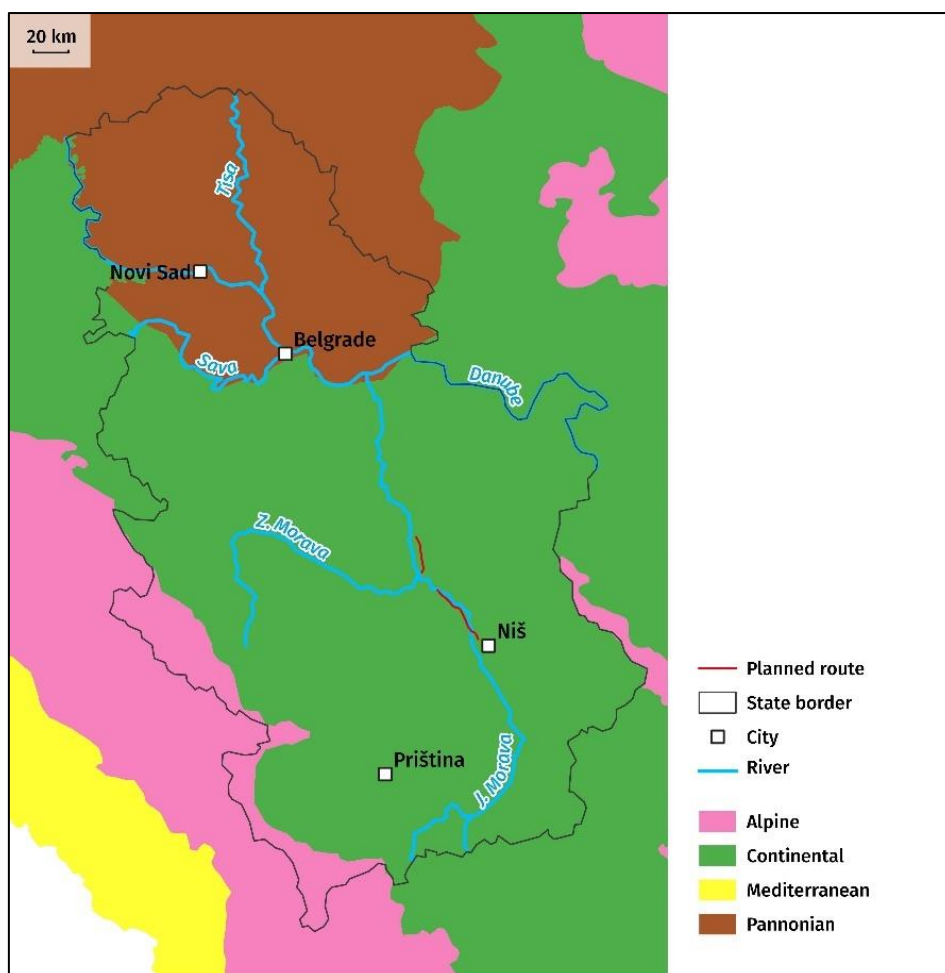 20 km
Tisa
Novi Sad
Belgrade
Sava
Danube
Z. Morava
Niš
Priština
J. Morava
Planned route
State border
City
River
Alpine
Continental
Mediterranean
Pannonian